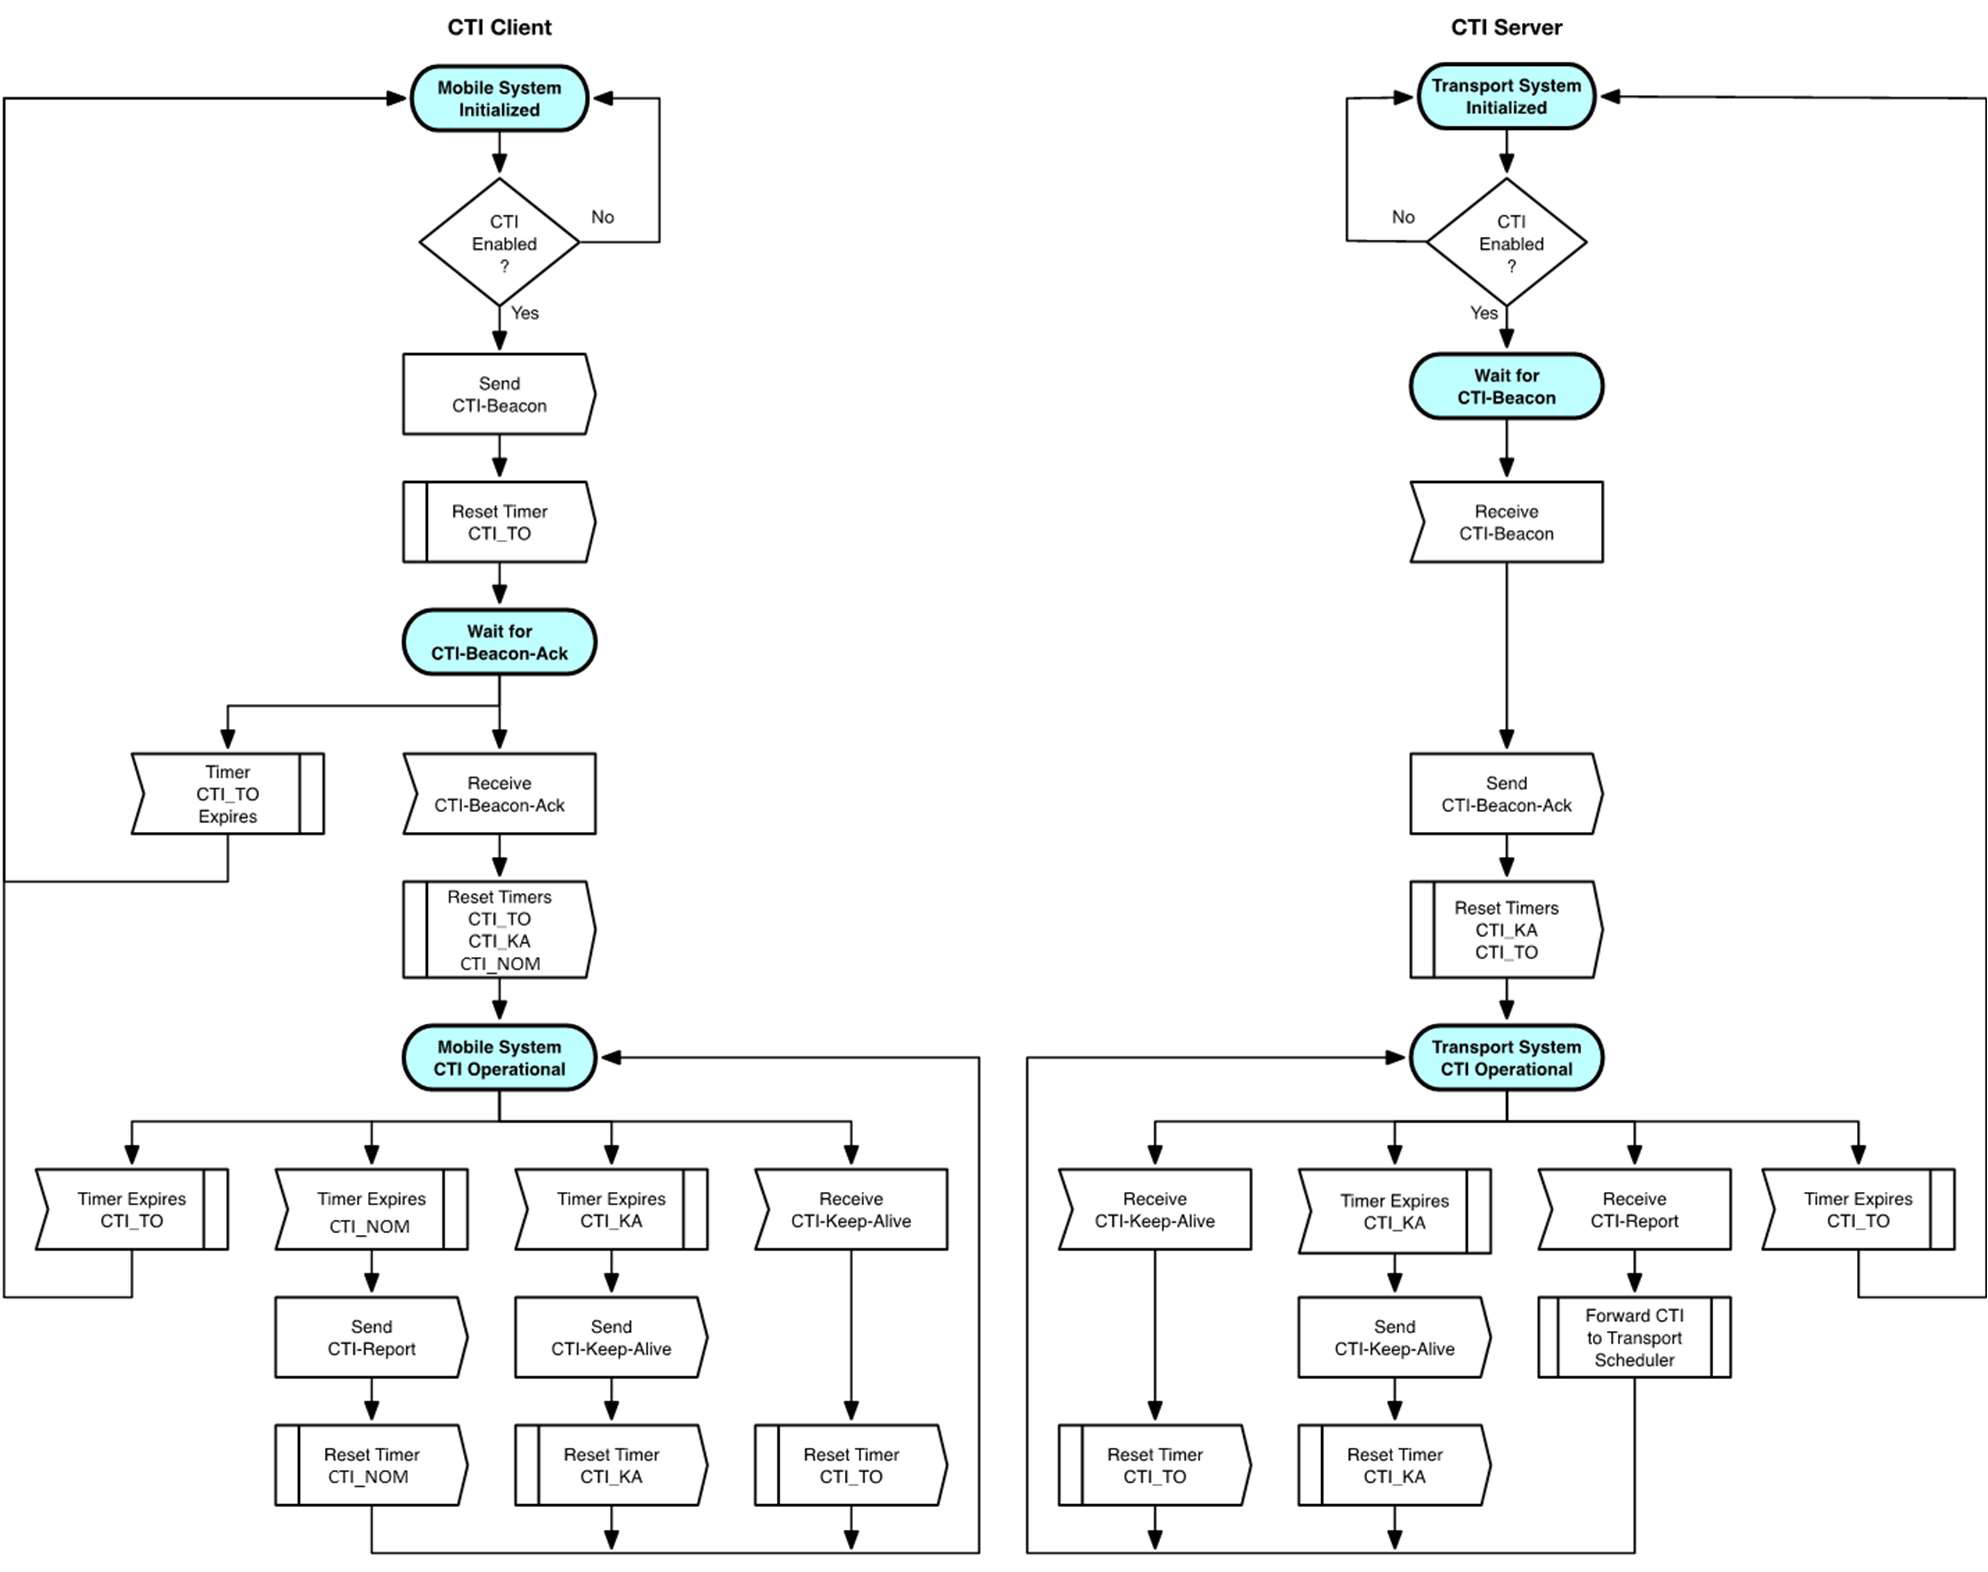 CTI Client
Mobile System
Initialized
CTI
Enabled
?
No
Yes
Send
CTI-Beacon
Reset Timer
CTI_TO
Wait for
CTI-Beacon-Ack
Timer
CTI_TO
Expires
Receive
CTI-Beacon-Ack
Reset Timers
CTI_TO
CTI_KA
CTI_NOM
Mobile System
CTI Operational
Timer Expires
CTI_TO
Timer Expires
CTI_NOM
Timer Expires
CTI_KA
Receive
CTI-Keep-Alive
Send
CTI-Report
Send
CTI-Keep-Alive
Reset Timer
CTI_NOM
Reset Timer
CTI_KA
Reset Timer
CTI_TO
CTI Server
Transport System
Initialized
CTI
Enabled
?
No
Yes
Wait for
CTI-Beacon
Receive
CTI-Beacon
Send
CTI-Beacon-Ack
Reset Timers
CTI_KA
CTI_TO
Transport System
CTI Operational
Receive
CTI-Keep-Alive
Timer Expires
CTI_KA
Receive
CTI-Report
Timer Expires
CTI_TO
Send
CTI-Keep-Alive
Forward CTI
to Transport
Scheduler
Reset Timer
CTI_TO
Reset Timer
CTI_KA